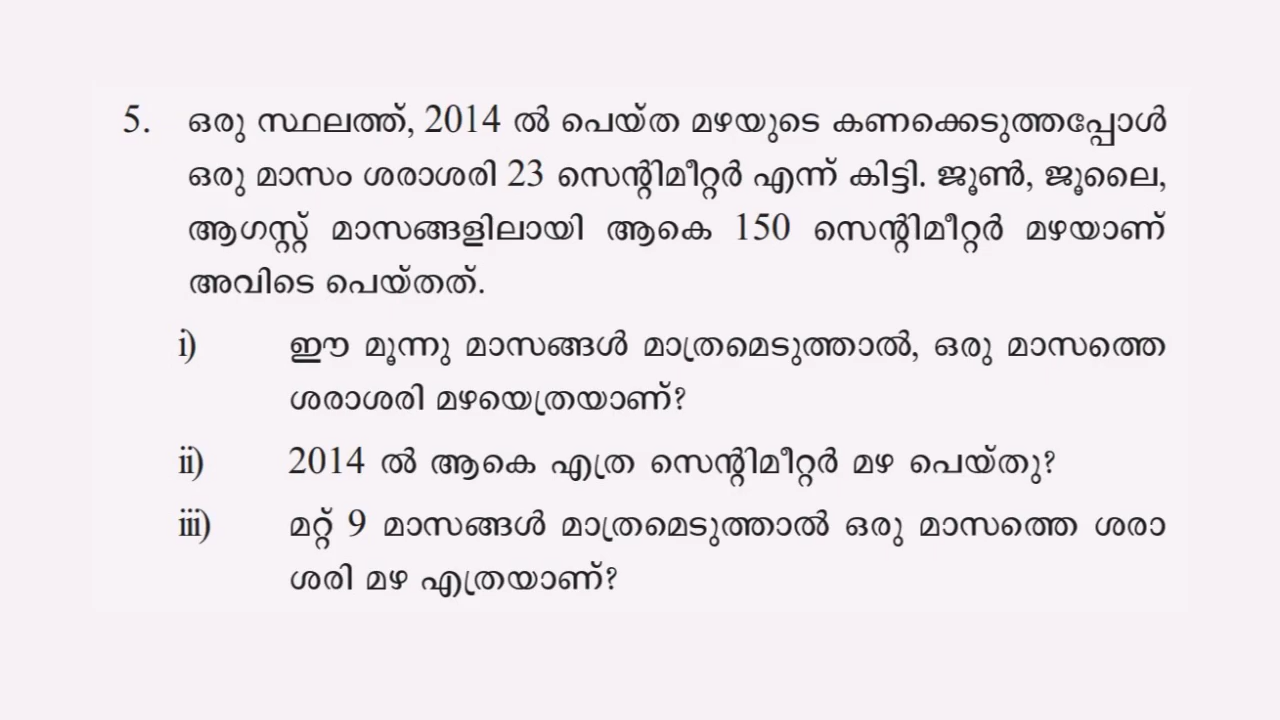 5. ഒരു സ്ഥലത്ത്, 2014 ൽ പെയ്ത മഴയുടെ കണക്കെടുത്തപ്പോൾ
ഒരു മാസം ശരാശരി 23 സെന്റിമീറ്റർ എന്ന് കിട്ടി. ജൂൺ, ജൂലൈ,
ആഗസ്റ്റ് മാസങ്ങളിലായി ആകെ 150 സെന്റിമീറ്റർ മഴയാണ്
അവിടെ പെയ്തത്.
i) ഈ മൂന്നു മാസങ്ങൾ മാത്രമെടുത്താൽ, ഒരു മാസത്തെ
ശരാശരി മഴയെത്രയാണ്?
ii) 2014 ൽ ആകെ എത്ര സെന്റിമീറ്റർ മഴ പെയ്തു?
iii) മറ്റ് 9 മാസങ്ങൾ മാത്രമെടുത്താൽ ഒരു മാസത്തെ ശരാ
ശരി മഴ എത്രയാണ്?